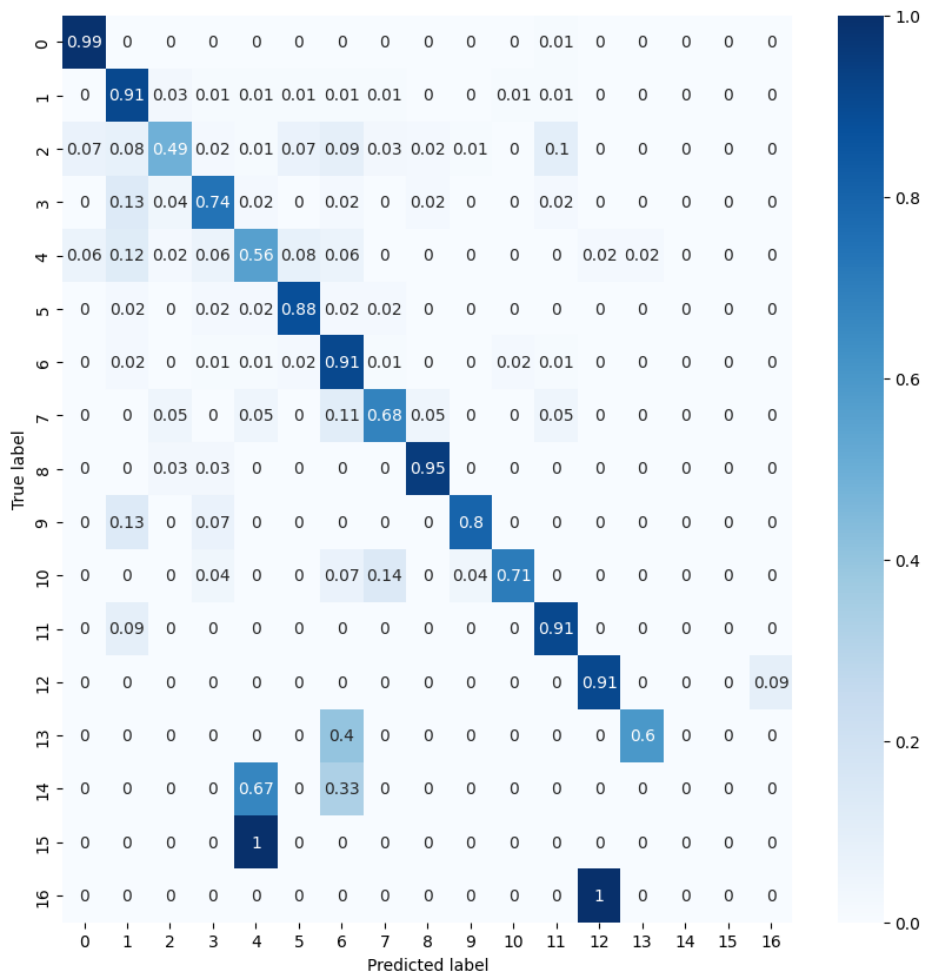 0 0.99 0 0 0 0 0 0 0 0 0 0 0.01 0 0 0 0 0 1.0
1 0 0.91 0.03 0.01 0.01 0.01 0.01 0.01 0 0 0.01 0.01 0 0 0 0 0
2 0.07 0.08 0.49 0.02 0.01 0.07 0.09 0.03 0.02 0.01 0 0.1 0 0 0 0 0
3 0 0.13 0.04 0.74 0.02 0 0.02 0 0.02 0 0 0.02 0 0 0 0 0 0.8
4 0.06 0.12 0.02 0.06 0.56 0.08 0.06 0 0 0 0 0 0.02 0.02 0 0 0
5 0 0.02 0 0.02 0.02 0.88 0.02 0.02 0 0 0 0 0 0 0 0 0
6 0 0.02 0 0.01 0.01 0.02 0.91 0.01 0 0 0.02 0.01 0 0 0 0 0 0.6
7 0 0 0.05 0 0.05 0 0.11 0.68 0.05 0 0 0.05 0 0 0 0 0
True label
8 0 0 0.03 0.03 0 0 0 0 0.95 0 0 0 0 0 0 0 0
9 0 0.13 0 0.07 0 0 0 0 0 0.8 0 0 0 0 0 0 0
10 0 0 0 0.04 0 0 0.07 0.14 0 0.04 0.71 0 0 0 0 0 0 0.4
11 0 0.09 0 0 0 0 0 0 0 0 0 0.91 0 0 0 0 0
12 0 0 0 0 0 0 0 0 0 0 0 0 0.91 0 0 0 0.09
13 0 0 0 0 0 0 0.4 0 0 0 0 0 0 0.6 0 0 0 0.2
14 0 0 0 0 0.67 0 0.33 0 0 0 0 0 0 0 0 0 0
15 0 0 0 0 1 0 0 0 0 0 0 0 0 0 0 0 0
16 0 0 0 0 0 0 0 0 0 0 0 0 1 0 0 0 0 0.0
0 1 2 3 4 5 6 7 8 9 10 11 12 13 14 15 16
Predicted label